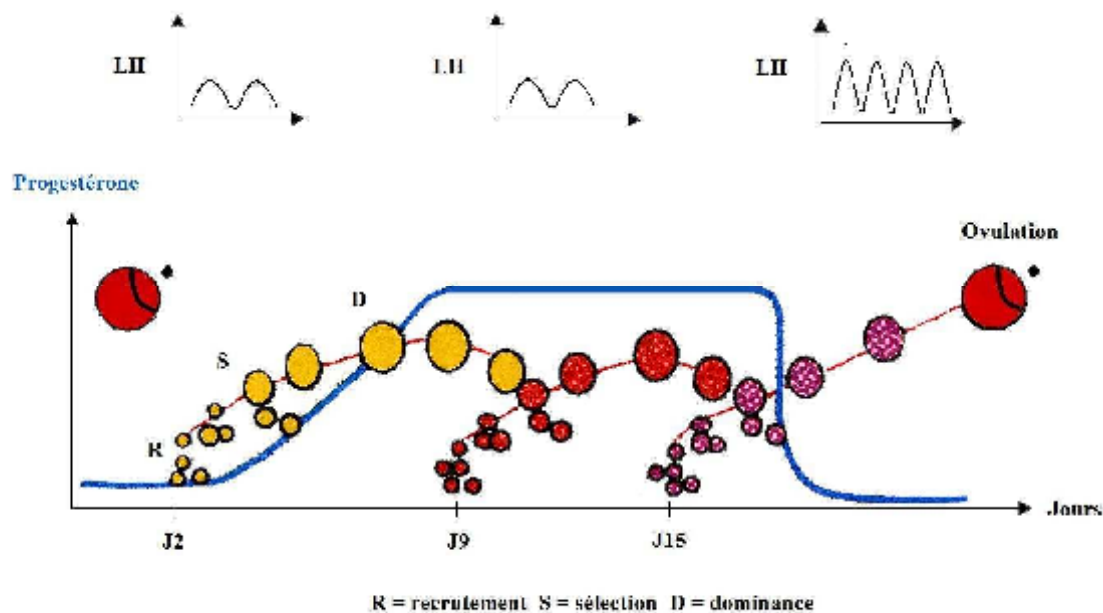 LH LH LH
Progestérone
Ovulation
D
S
R
Jours
J2 J9 J15
R = recrutement S = sélection D = dominance